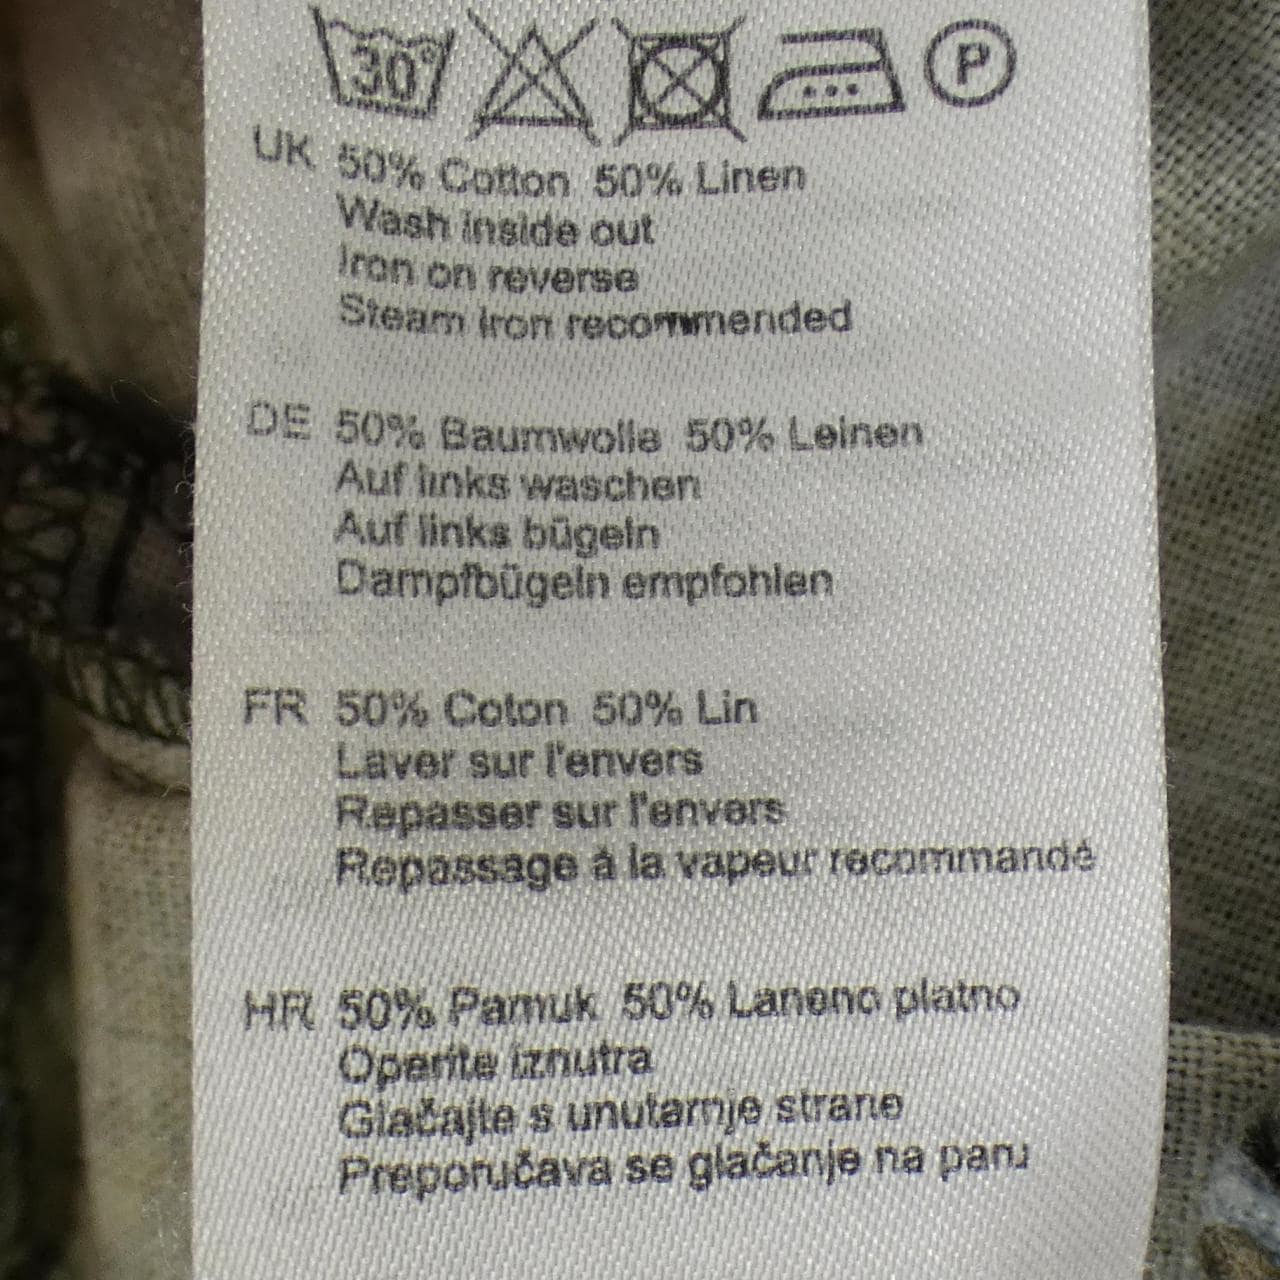 30°
P
UK 50% Cotton 50% Linen
Wash inside out
Iron on reverse
Steam iron recommended
DE 50% Baumwolle 50% Leinen
Auf links waschen
Auf links bügeln
Dampfbügeln empfohlen
FR 50% Coton 50% Lin
Laver sur l'envers
Repasser sur l'envers
Repassage à la vapeur recommandé
HR 50% Pamuk 50% Laneno platno
Operite iznutra
Glačajte s unutarnje strane
Preporučava se glačanje na paru